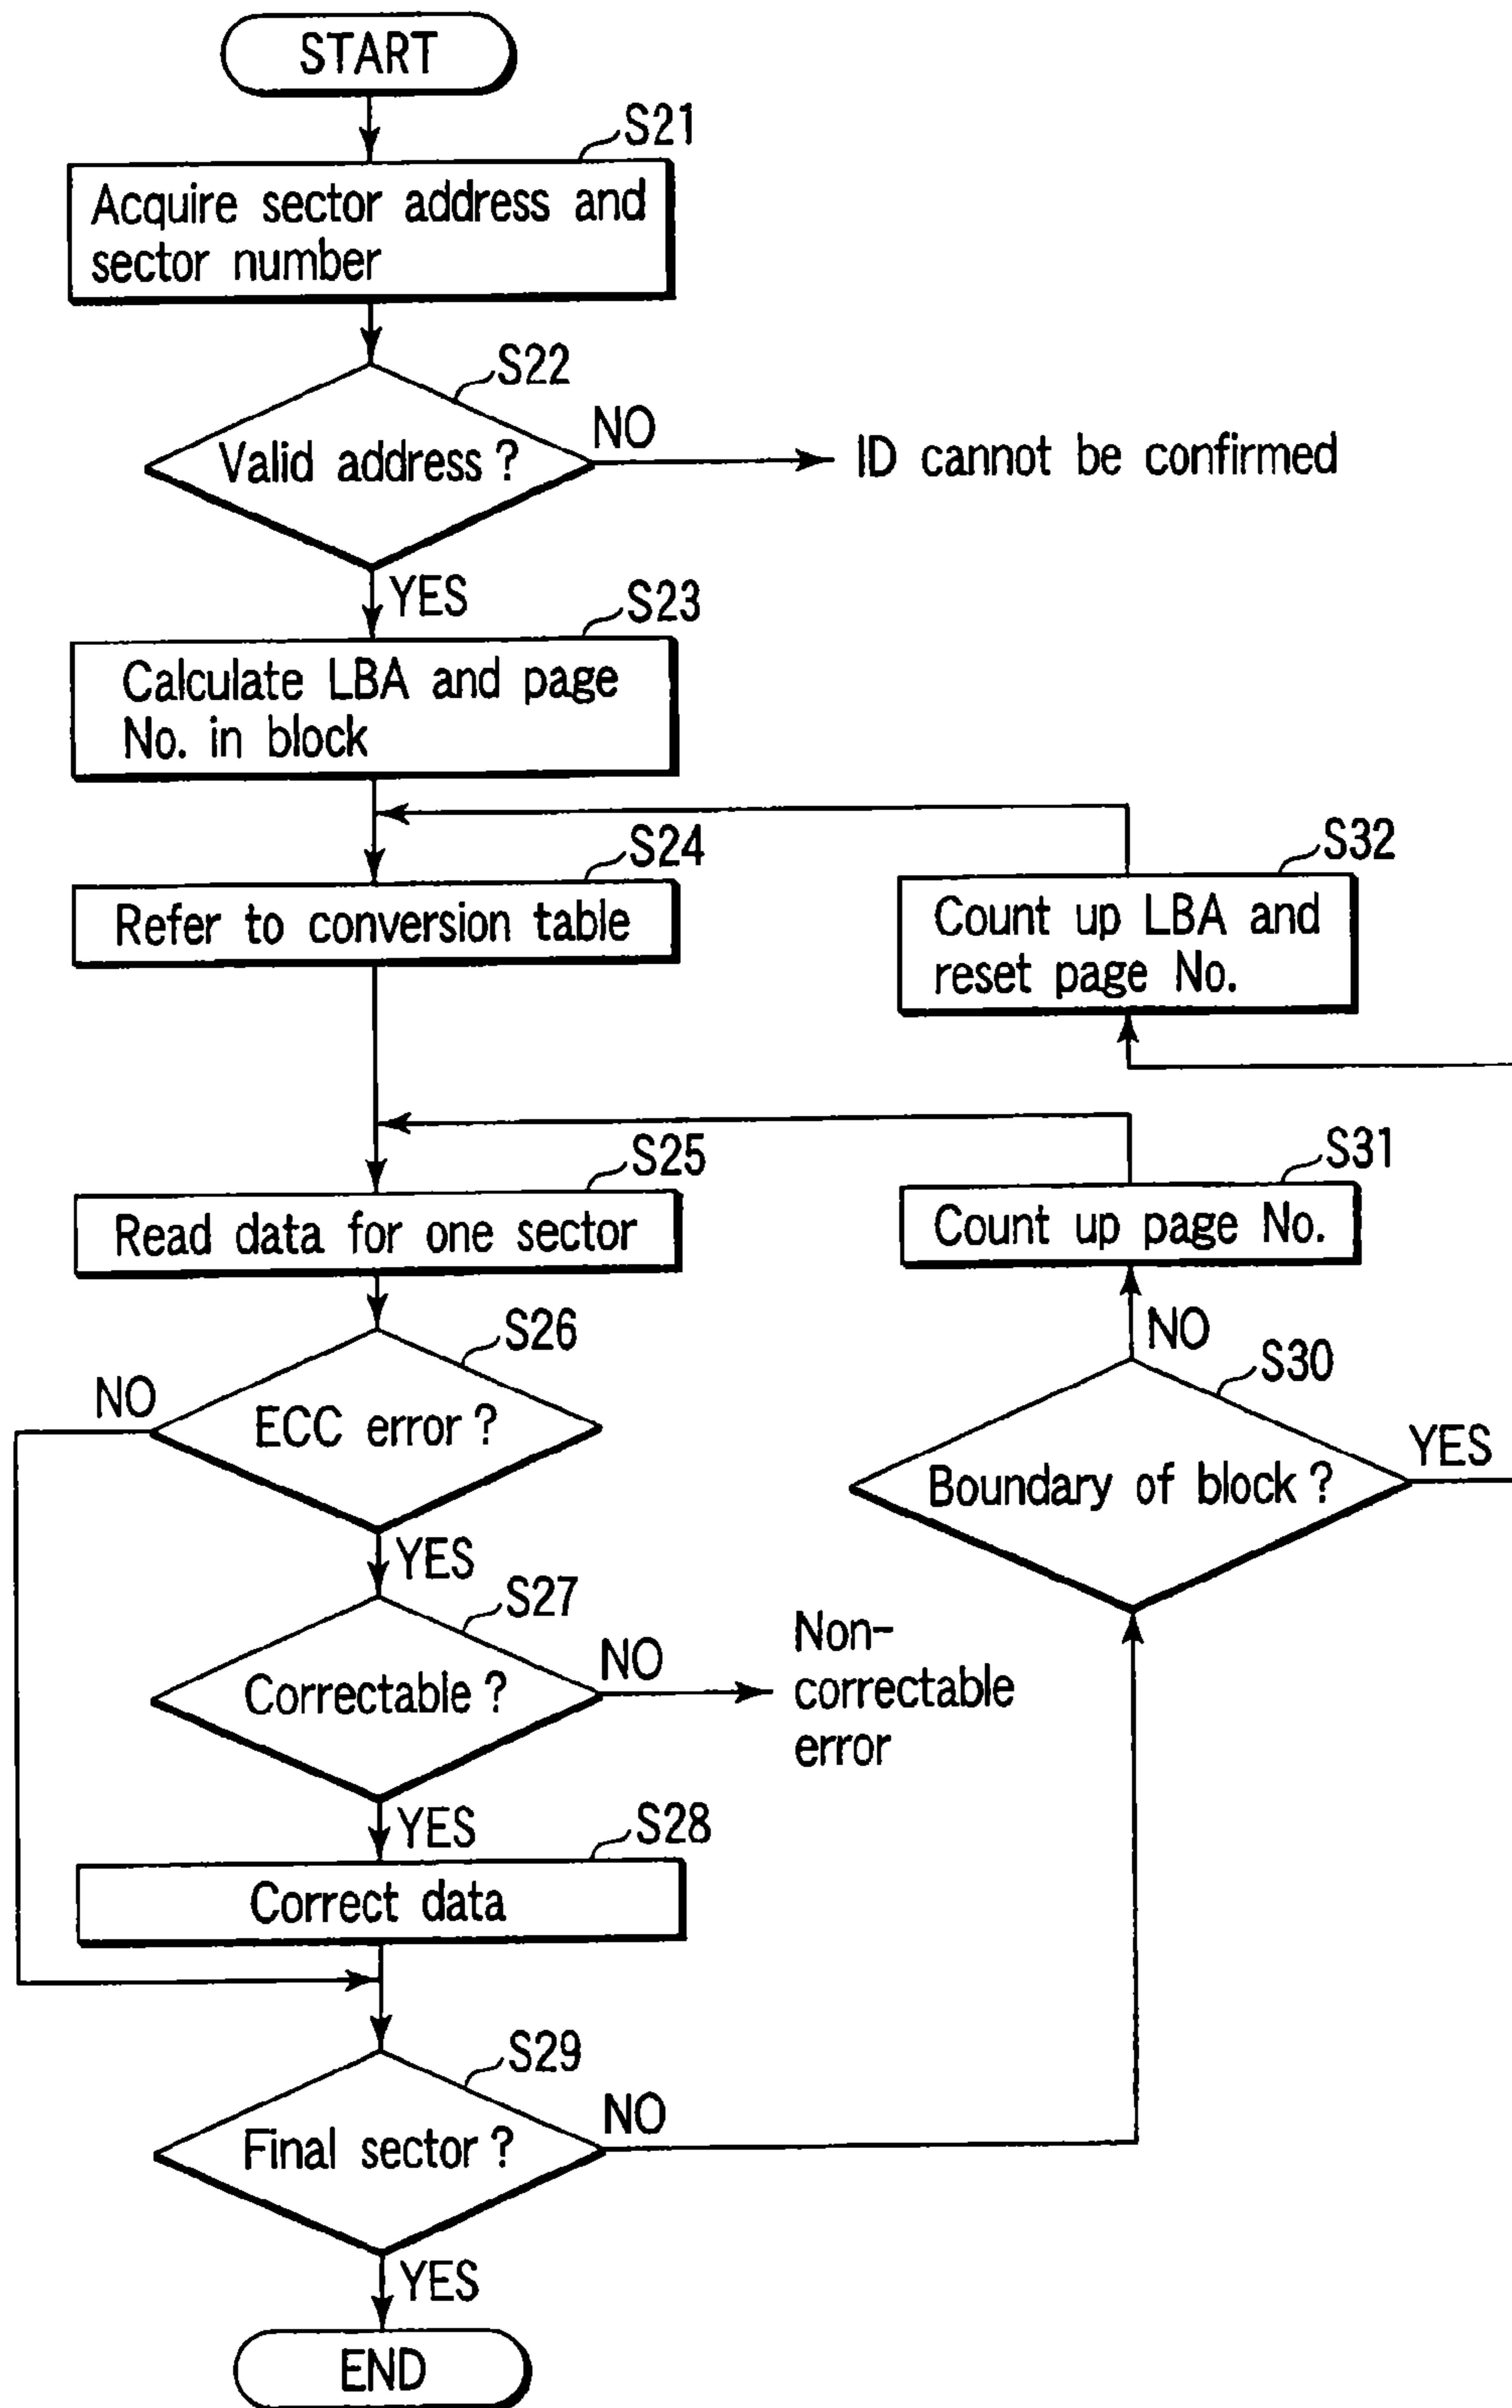 START
S21
Acquire sector address and
sector number
S22
Valid address ?
NO
ID cannot be confirmed
YES
S23
Calculate LBA and page
No. in block
S24
Refer to conversion table
S32
Count up LBA and
reset page No.
S25
Read data for one sector
S31
Count up page No.
S26
NO
ECC error ?
YES
NO
S30
Boundary of block ?
YES
S27
Correctable ?
NO
Non-
correctable
error
YES
S28
Correct data
S29
Final sector ?
NO
YES
END